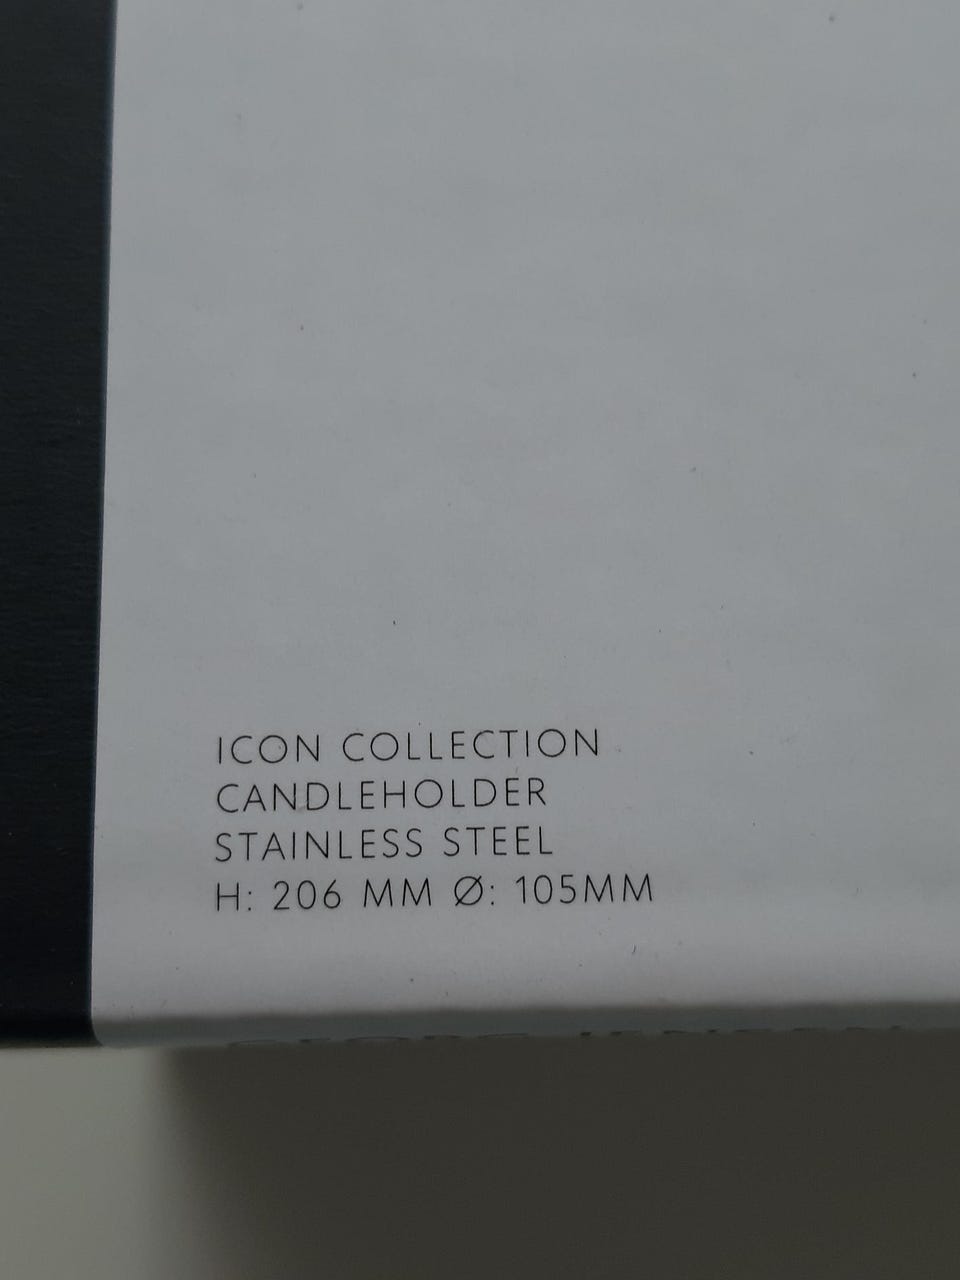 ICON COLLECTION
CANDLEHOLDER
STAINLESS STEEL
H: 206 MM Ø: 105MM